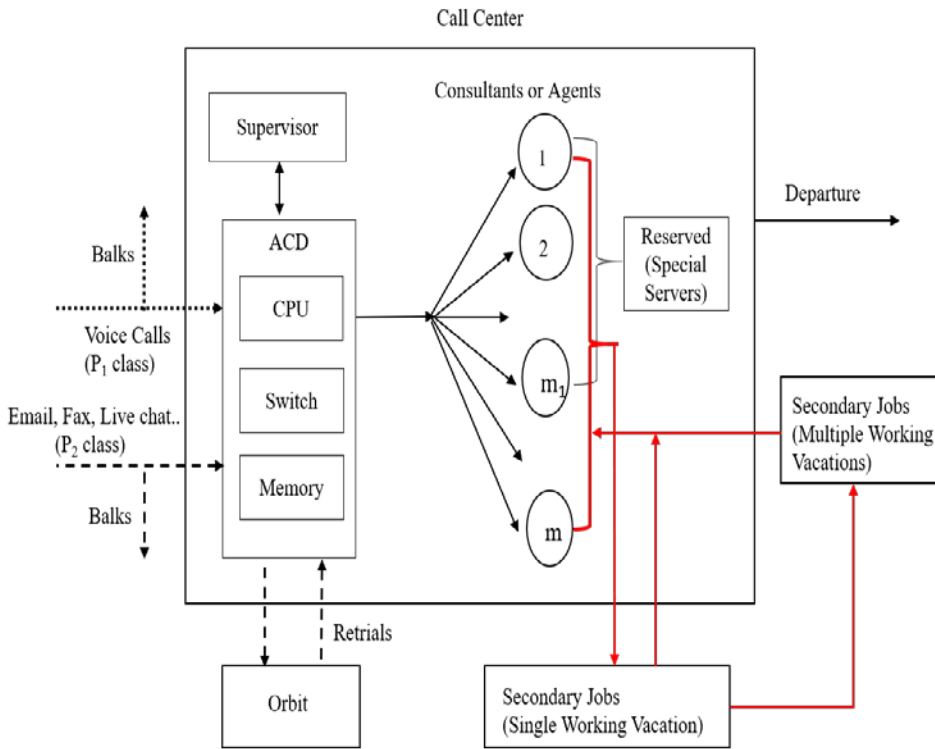 Call Center
Consultants or Agents
Supervisor
1
Departure
ACD
Reserved
(Special
Servers)
2
Balks
CPU
Voice Calls
(P₁ class)
m₁
Switch
Secondary Jobs
(Multiple Working
Vacations)
Email, Fax, Live chat..
(P₂ class)
Memory
Balks
m
Retrials
Orbit
Secondary Jobs
(Single Working Vacation)